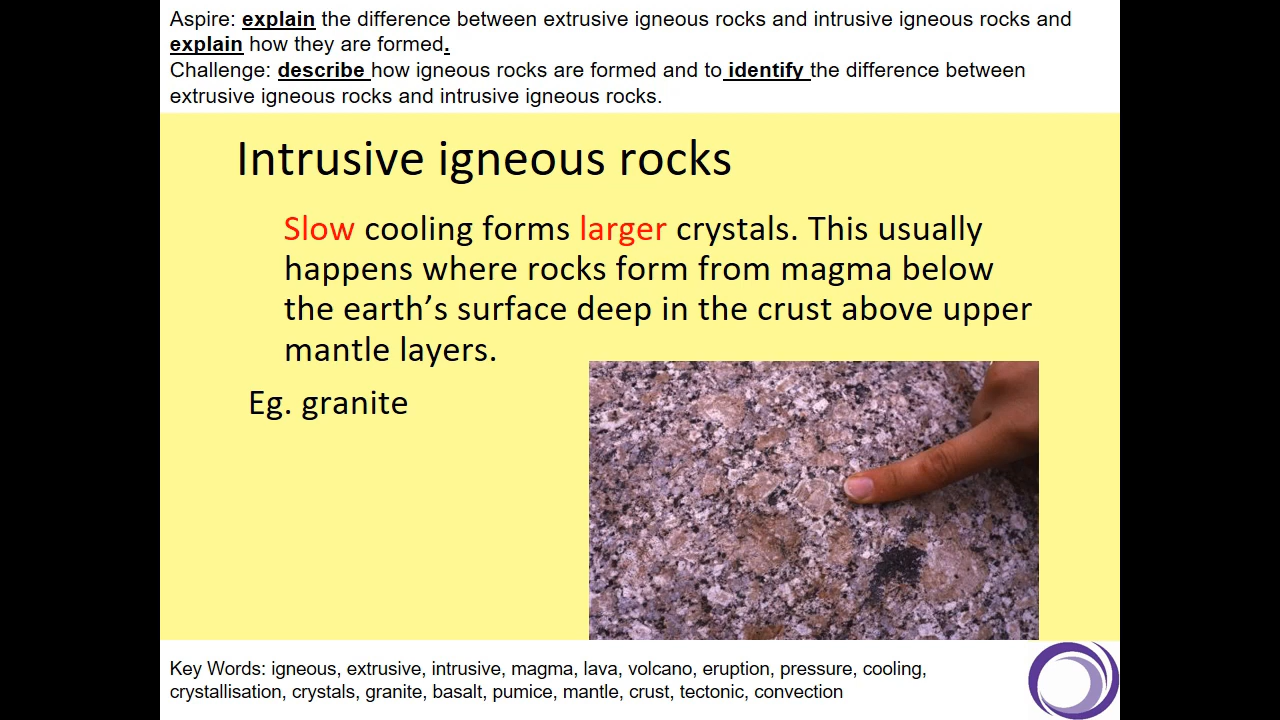 Aspire: explain the difference between extrusive igneous rocks and intrusive igneous rocks and
explain how they are formed.
Challenge: describe how igneous rocks are formed and to identify the difference between
extrusive igneous rocks and intrusive igneous rocks.
Intrusive igneous rocks
Slow cooling forms larger crystals. This usually
happens where rocks form from magma below
the earth’s surface deep in the crust above upper
mantle layers.
Eg. granite
Key Words: igneous, extrusive, intrusive, magma, lava, volcano, eruption, pressure, cooling,
crystallisation, crystals, granite, basalt, pumice, mantle, crust, tectonic, convection